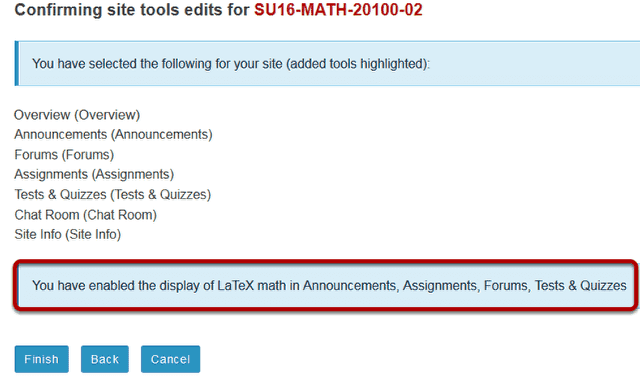 Confirming site tools edits for SU16-MATH-20100-02
You have selected the following for your site (added tools highlighted):
Overview (Overview)
Announcements (Announcements)
Forums (Forums)
Assignments (Assignments)
Tests & Quizzes (Tests & Quizzes)
Chat Room (Chat Room)
Site Info (Site Info)
You have enabled the display of LaTeX math in Announcements, Assignments, Forums, Tests & Quizzes
Finish Back Cancel